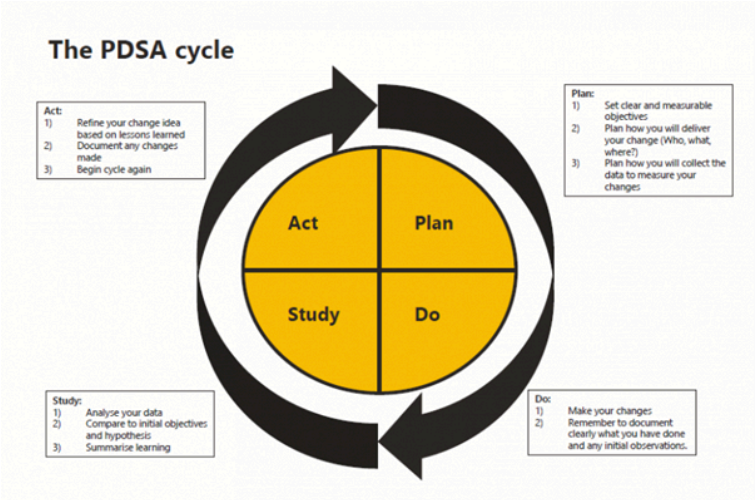 The PDSA cycle
Act:
1) Refine your change idea
based on lessons learned
2) Document any changes
made
3) Begin cycle again
Plan:
1) Set clear and measurable
objectives
2) Plan how you will deliver
your change (Who, what,
where?)
3) Plan how you will collect the
data to measure your
changes
Act
Plan
Study
Do
Study:
1) Analyse your data
2) Compare to initial objectives
and hypothesis
3) Summarise learning
Do:
1) Make your changes
2) Remember to document
clearly what you have done
and any initial observations.